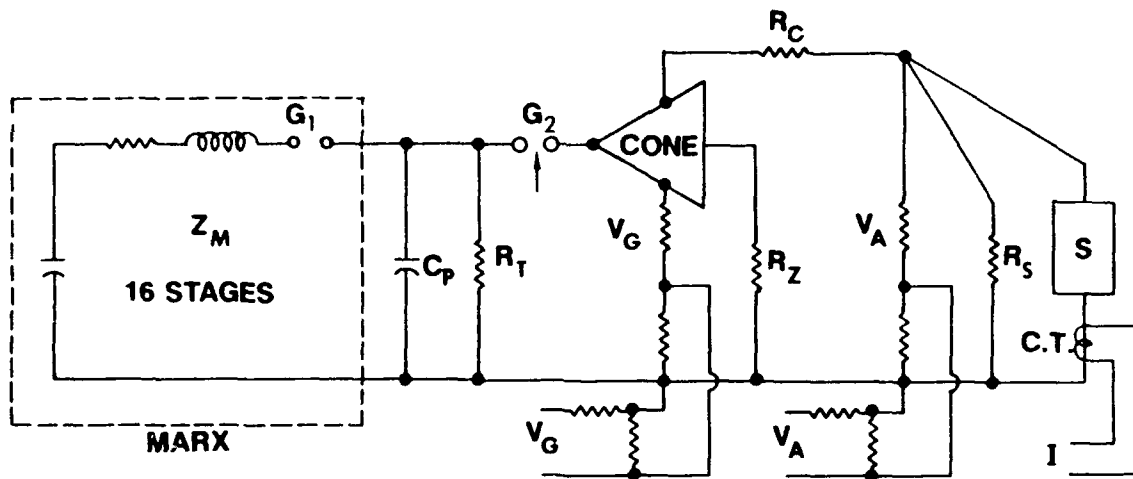 R_C
G_1
G_2
CONE
Z_M
16 STAGES
C_P
R_T
V_G
R_Z
V_A
R_S
S
C.T.
MARX
V_G
V_A
I